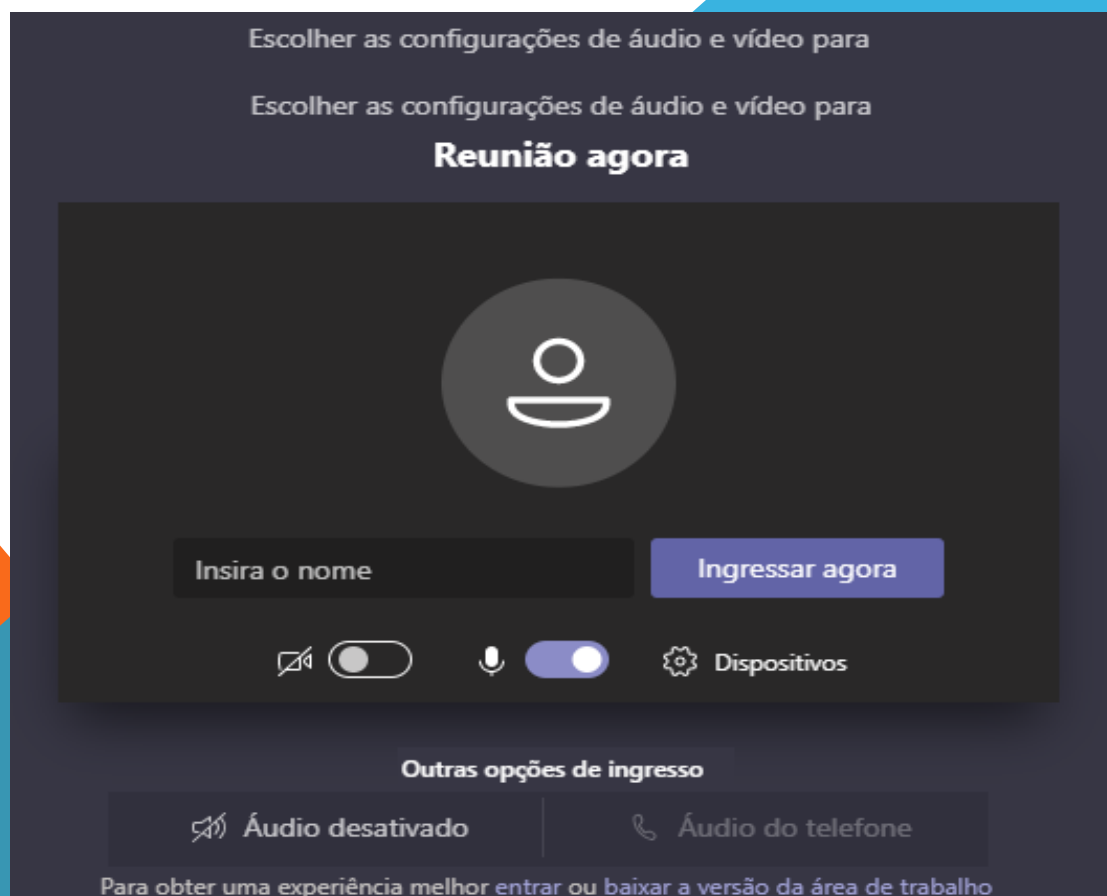 Escolher as configurações de áudio e vídeo para
Escolher as configurações de áudio e vídeo para
Reunião agora
Insira o nome
Ingressar agora
Dispositivos
Outras opções de ingresso
Áudio desativado
Áudio do telefone
Para obter uma experiência melhor entrar ou baixar a versão da área de trabalho